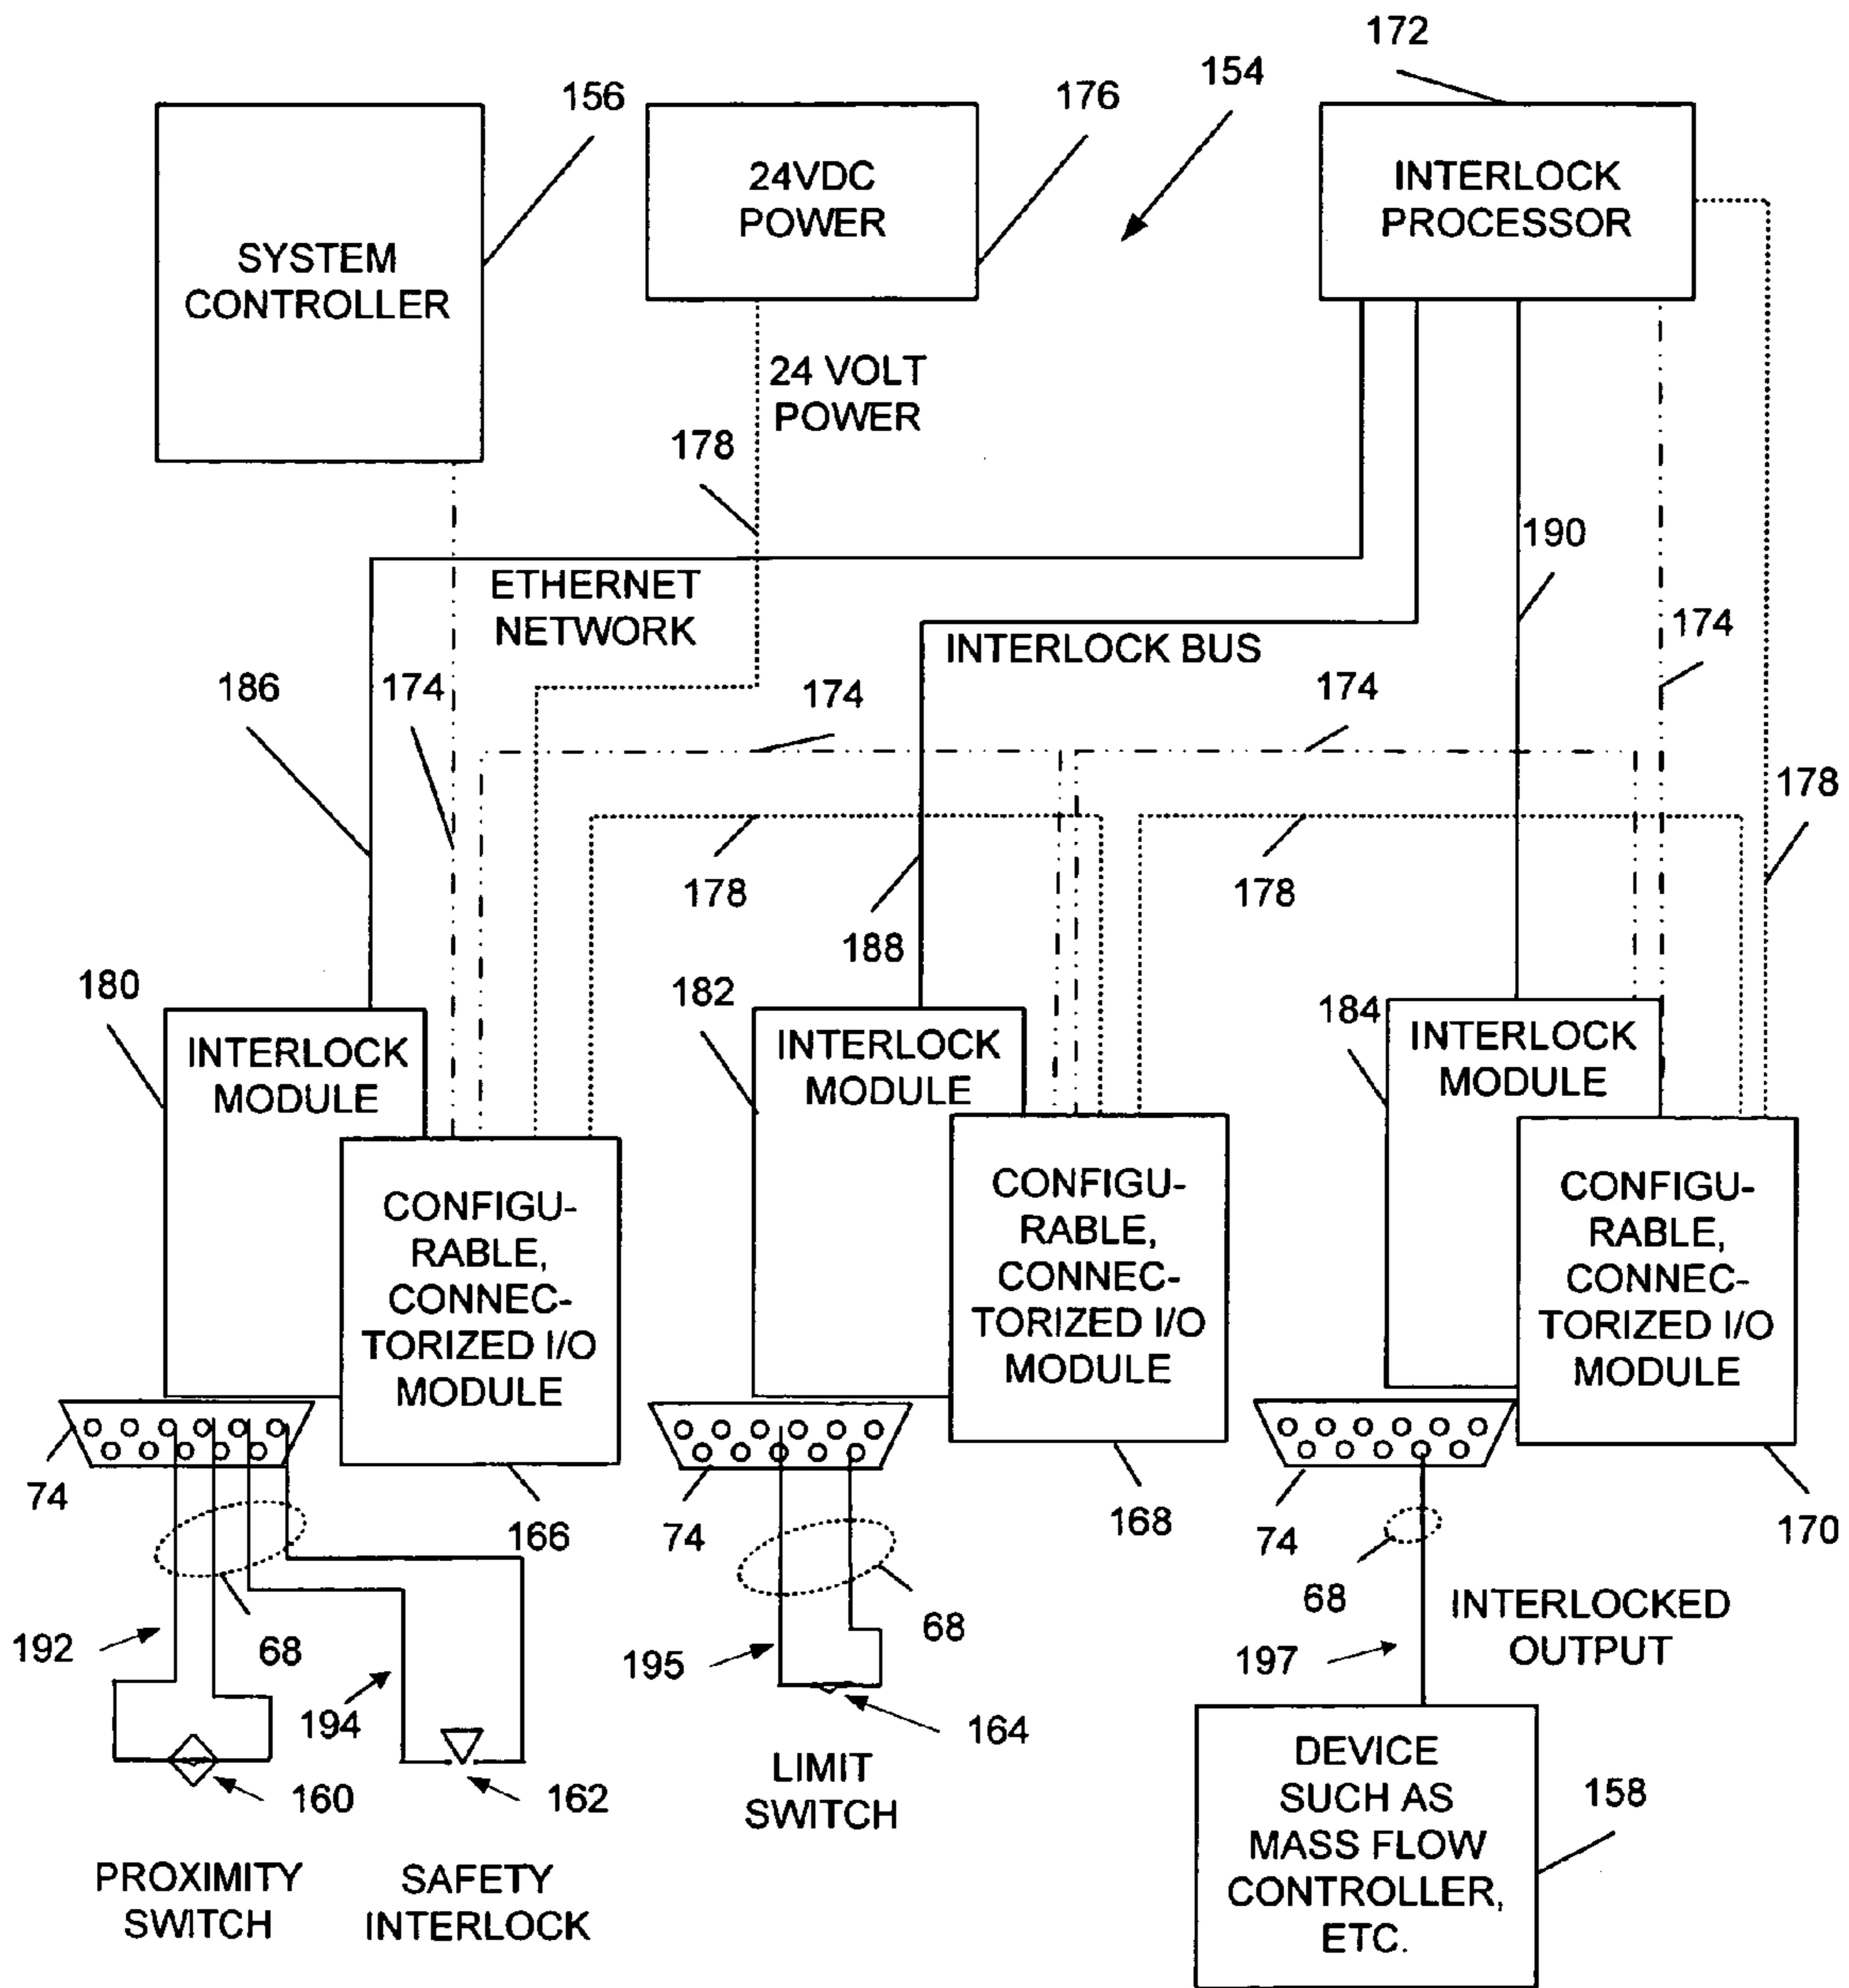 172
154
156
176
SYSTEM
CONTROLLER
24VDC
POWER
INTERLOCK
PROCESSOR
24 VOLT
POWER
178
190
ETHERNET
NETWORK
INTERLOCK BUS
174
186
174
174
174
178
178
178
188
180
182
184
INTERLOCK
MODULE
INTERLOCK
MODULE
INTERLOCK
MODULE
CONFIGU-
RABLE,
CONNEC-
TORIZED I/O
MODULE
CONFIGU-
RABLE,
CONNEC-
TORIZED I/O
MODULE
CONFIGU-
RABLE,
CONNEC-
TORIZED I/O
MODULE
74
166
74
168
74
170
192
68
194
195
68
68
197
INTERLOCKED
OUTPUT
160
162
164
LIMIT
SWITCH
PROXIMITY
SWITCH
SAFETY
INTERLOCK
DEVICE
SUCH AS
MASS FLOW
CONTROLLER,
ETC.
158